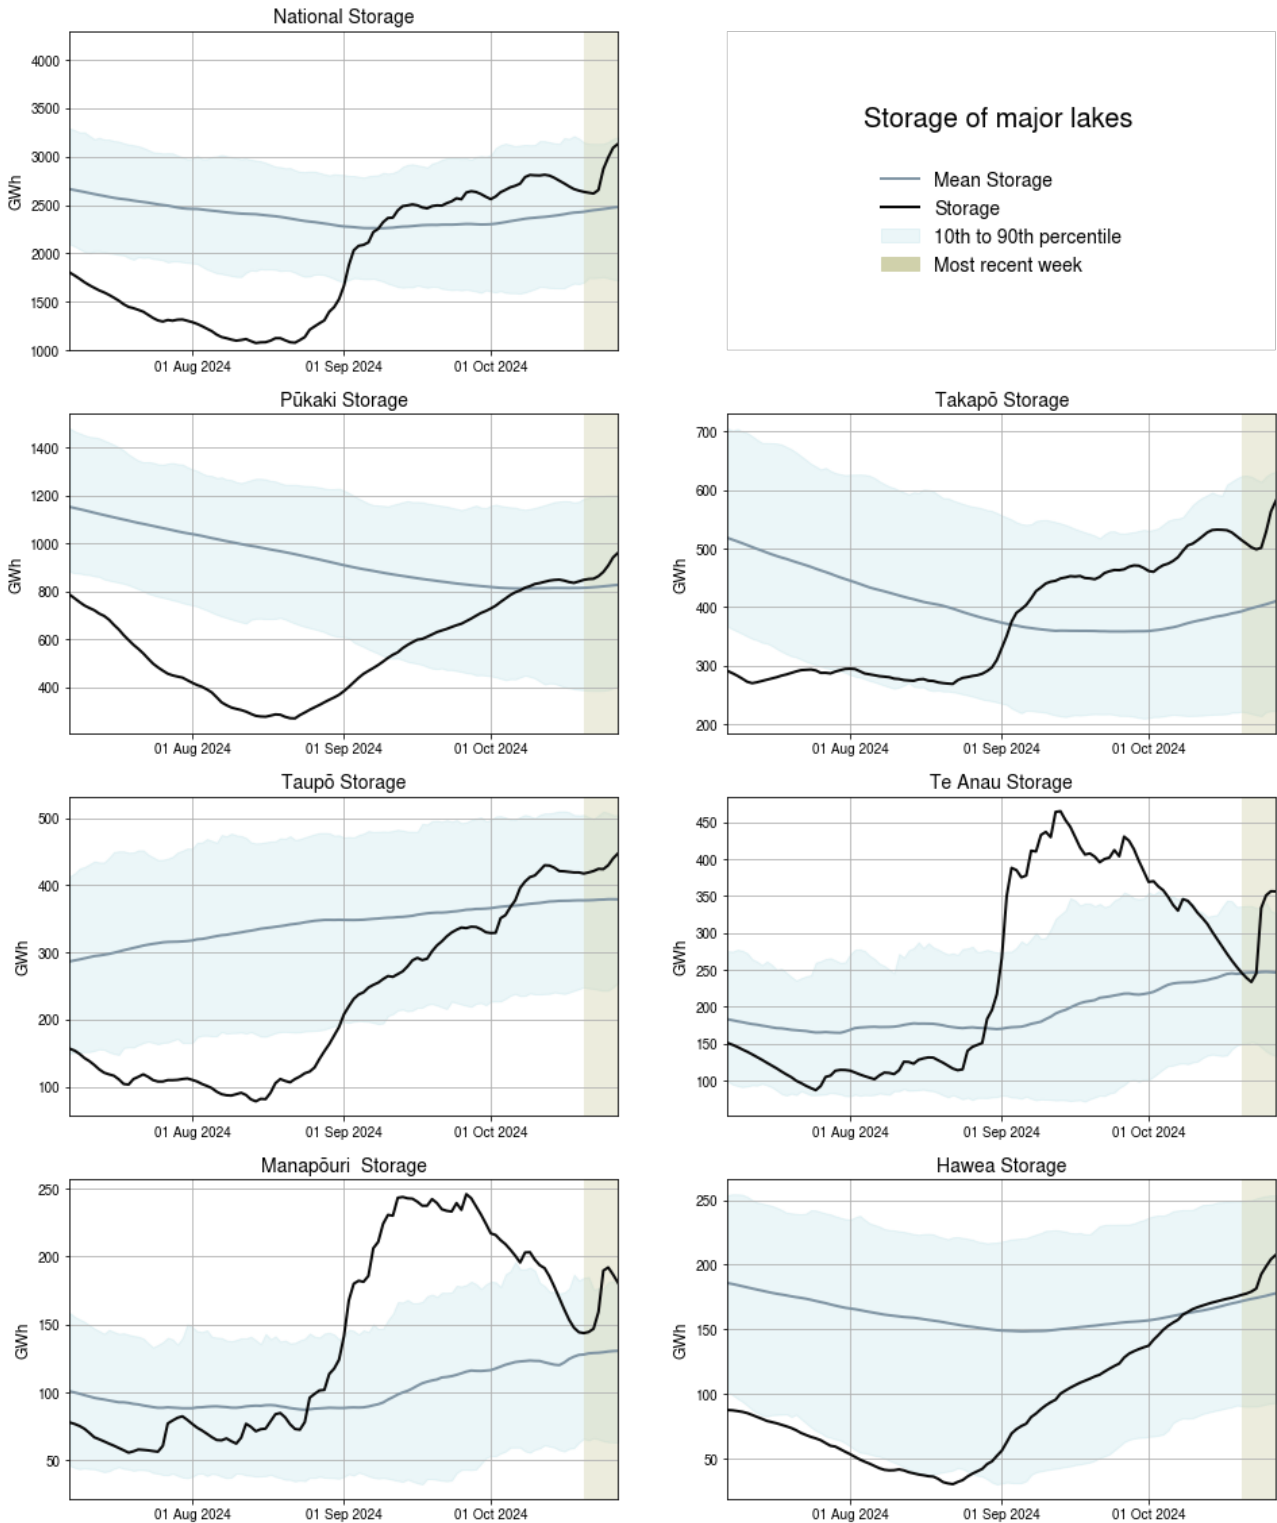 National Storage
4000
3500
3000
2500
2000
1500
1000
GWh
01 Aug 2024
01 Sep 2024
01 Oct 2024
Storage of major lakes
Mean Storage
Storage
10th to 90th percentile
Most recent week
Pūkaki Storage
1400
1200
1000
800
600
400
GWh
01 Aug 2024
01 Sep 2024
01 Oct 2024
Takapō Storage
700
600
500
400
300
200
GWh
01 Aug 2024
01 Sep 2024
01 Oct 2024
Taupō Storage
500
400
300
200
100
GWh
01 Aug 2024
01 Sep 2024
01 Oct 2024
Te Anau Storage
450
400
350
300
250
200
150
100
GWh
01 Aug 2024
01 Sep 2024
01 Oct 2024
Manapōuri  Storage
250
200
150
100
50
GWh
01 Aug 2024
01 Sep 2024
01 Oct 2024
Hawea Storage
250
200
150
100
50
GWh
01 Aug 2024
01 Sep 2024
01 Oct 2024